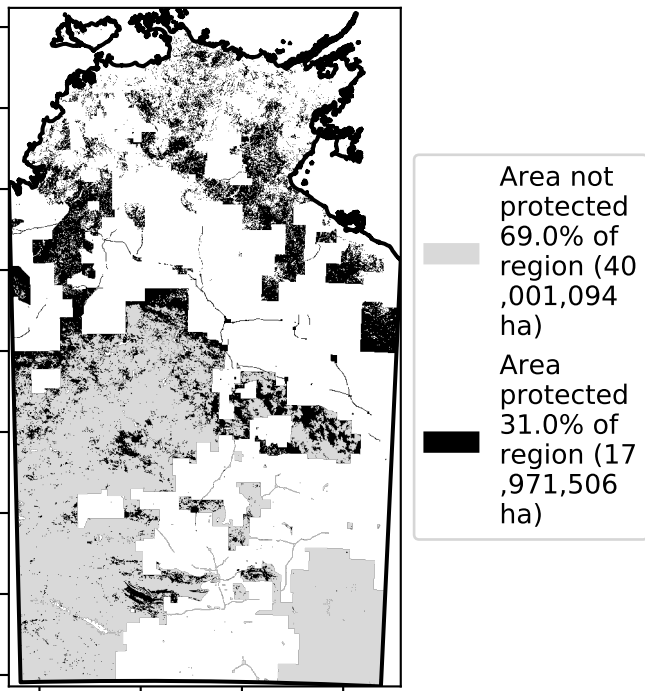 Area not
protected
69.0% of
region (40
,001,094
ha)
Area
protected
31.0% of
region (17
,971,506
ha)